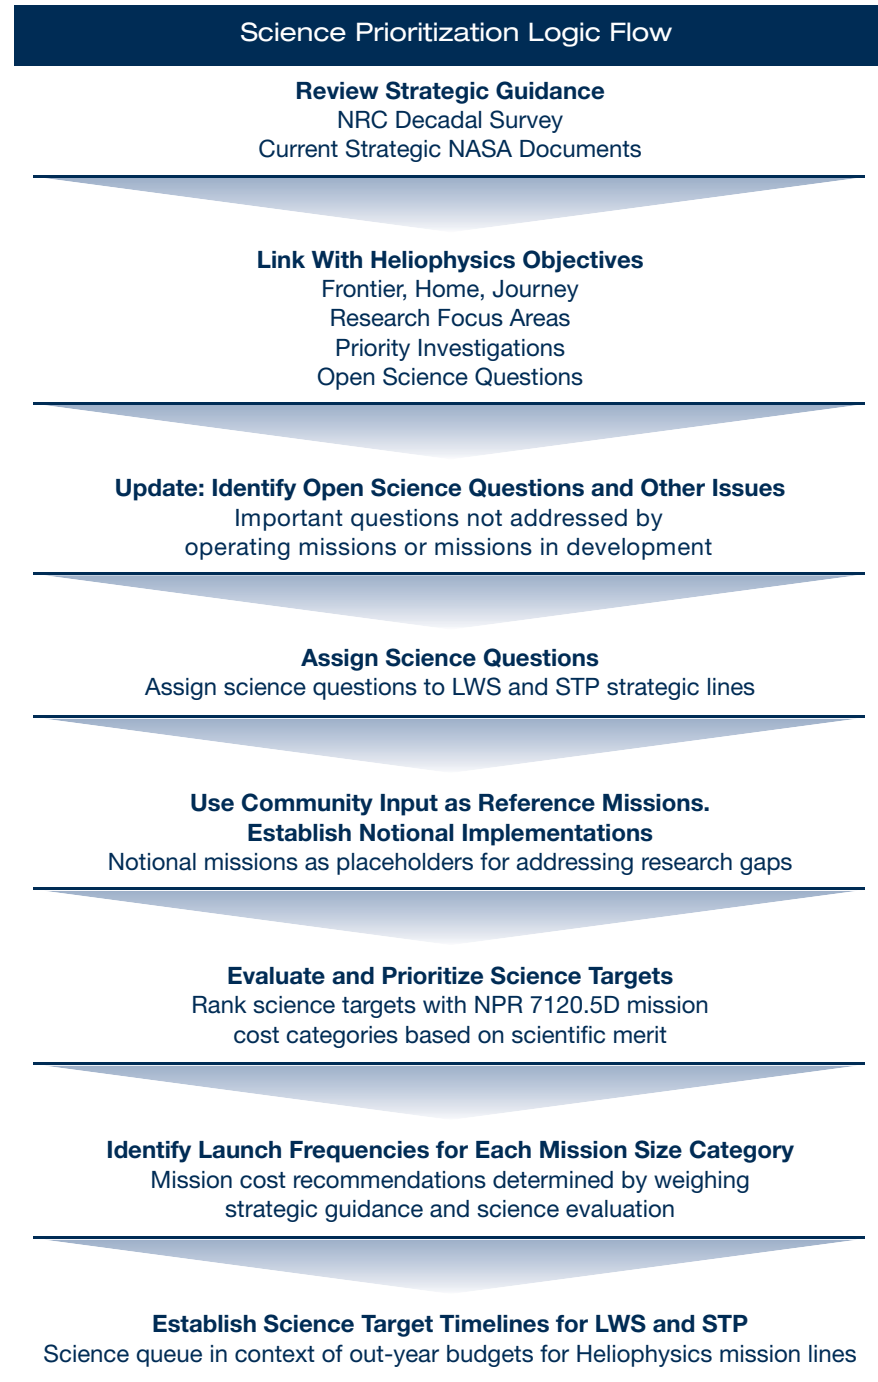 Science Prioritization Logic Flow
Review Strategic Guidance
NRC Decadal Survey
Current Strategic NASA Documents
Link With Heliophysics Objectives
Frontier, Home, Journey
Research Focus Areas
Priority Investigations
Open Science Questions
Update: Identify Open Science Questions and Other Issues
Important questions not addressed by
operating missions or missions in development
Assign Science Questions
Assign science questions to LWS and STP strategic lines
Use Community Input as Reference Missions.
Establish Notional Implementations
Notional missions as placeholders for addressing research gaps
Evaluate and Prioritize Science Targets
Rank science targets with NPR 7120.5D mission
cost categories based on scientific merit
Identify Launch Frequencies for Each Mission Size Category
Mission cost recommendations determined by weighing
strategic guidance and science evaluation
Establish Science Target Timelines for LWS and STP
Science queue in context of out-year budgets for Heliophysics mission lines